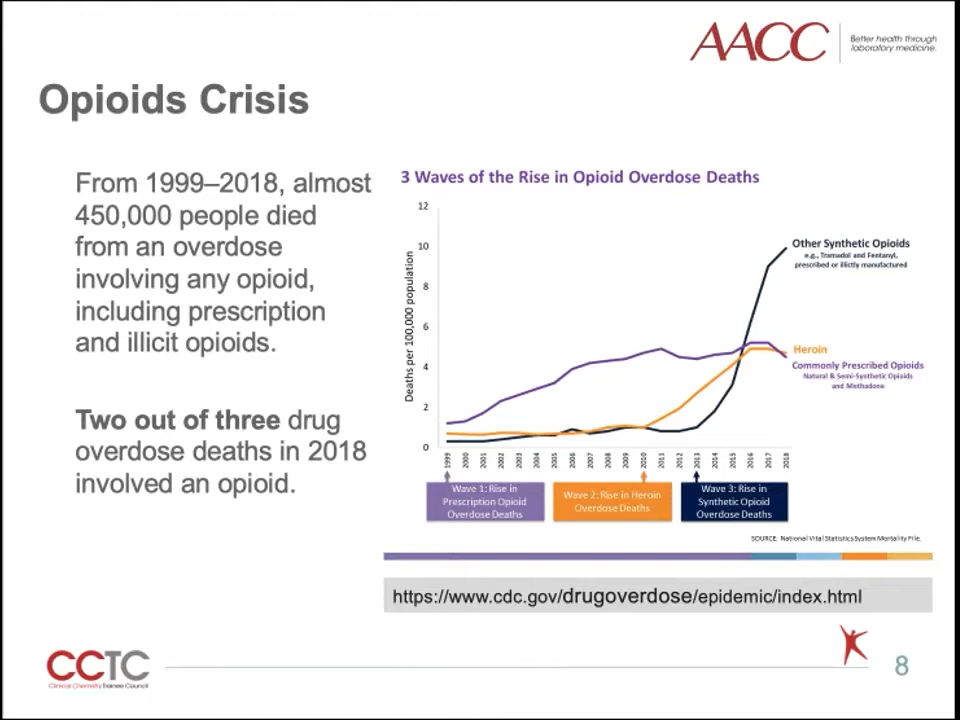 AACC
Better health through
laboratory medicine.
Opioids Crisis
From 1999–2018, almost
450,000 people died
from an overdose
involving any opioid,
including prescription
and illicit opioids.
Two out of three drug
overdose deaths in 2018
involved an opioid.
3 Waves of the Rise in Opioid Overdose Deaths
Deaths per 100,000 population
12
10
8
6
4
2
0
Other Synthetic Opioids
e.g., Tramadol and Fentanyl,
prescribed or illictly manufactured
Heroin
Commonly Prescribed Opioids
Natural & Semi-Synthetic Opioids
and Methadone
1999 2000 2001 2002 2003 2004 2005 2006 2007 2008 2009 2010 2011 2012 2013 2014 2015 2016 2017 2018
Wave 1: Rise in
Prescription Opioid
Overdose Deaths
Wave 2: Rise in Heroin
Overdose Deaths
Wave 3: Rise in
Synthetic Opioid
Overdose Deaths
SOURCE: National Vital Statistics System Mortality File.
https://www.cdc.gov/drugoverdose/epidemic/index.html
CCTC
Clinical Chemistry Trainee Council
8